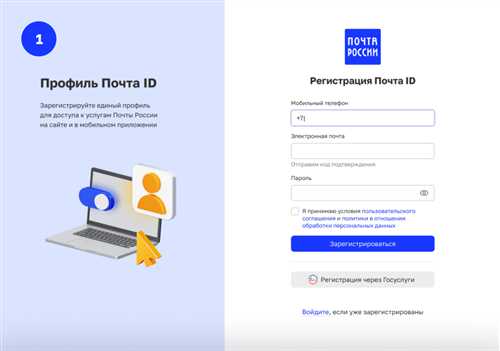 1
Профиль Почта ID
Зарегистрируйте единый профиль
для доступа к услугам Почты России
на сайте и в мобильном приложении
ПОЧТА
РОССИИ
Регистрация Почта ID
Мобильный телефон
+7
Электронная почта
Отправим код подтверждения
Пароль
Я принимаю условия пользовательского
соглашения и политики в отношении
обработки персональных данных
Зарегистрироваться
Регистрация через Госуслуги
Войдите, если уже зарегистрированы